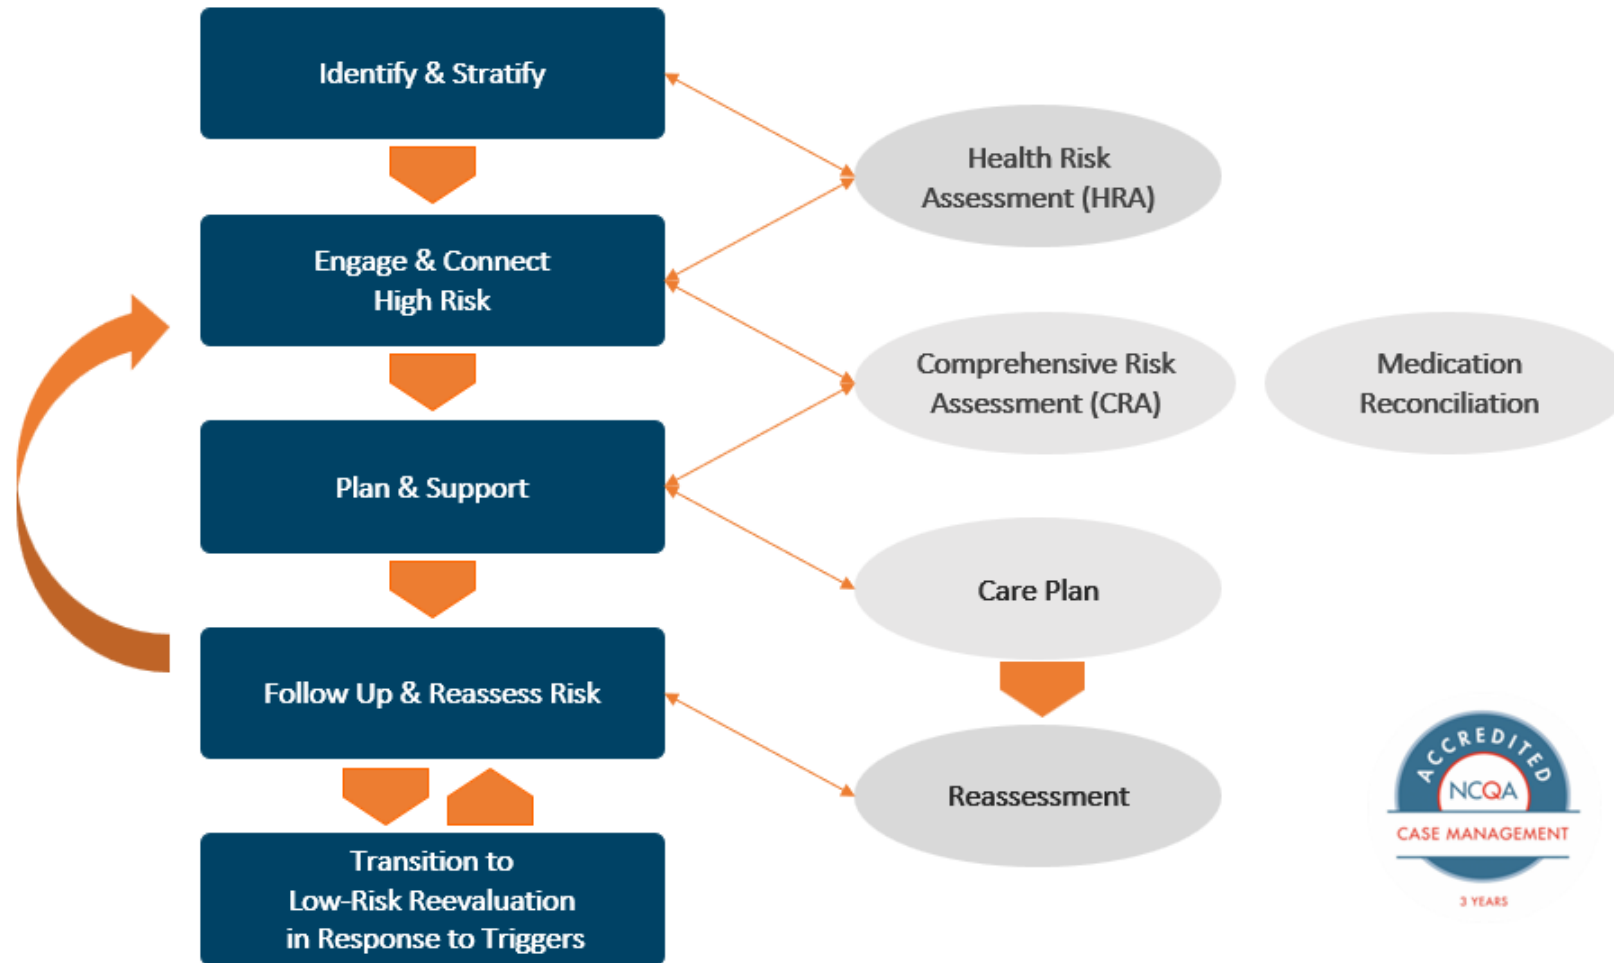 Identify & Stratify
Health Risk
Assessment (HRA)
Engage & Connect
High Risk
Comprehensive Risk
Assessment (CRA)
Medication
Reconciliation
Plan & Support
Care Plan
Follow Up & Reassess Risk
Reassessment
Transition to
Low-Risk Reevaluation
in Response to Triggers
ACCREDITED
NCQA
CASE MANAGEMENT
3 YEARS